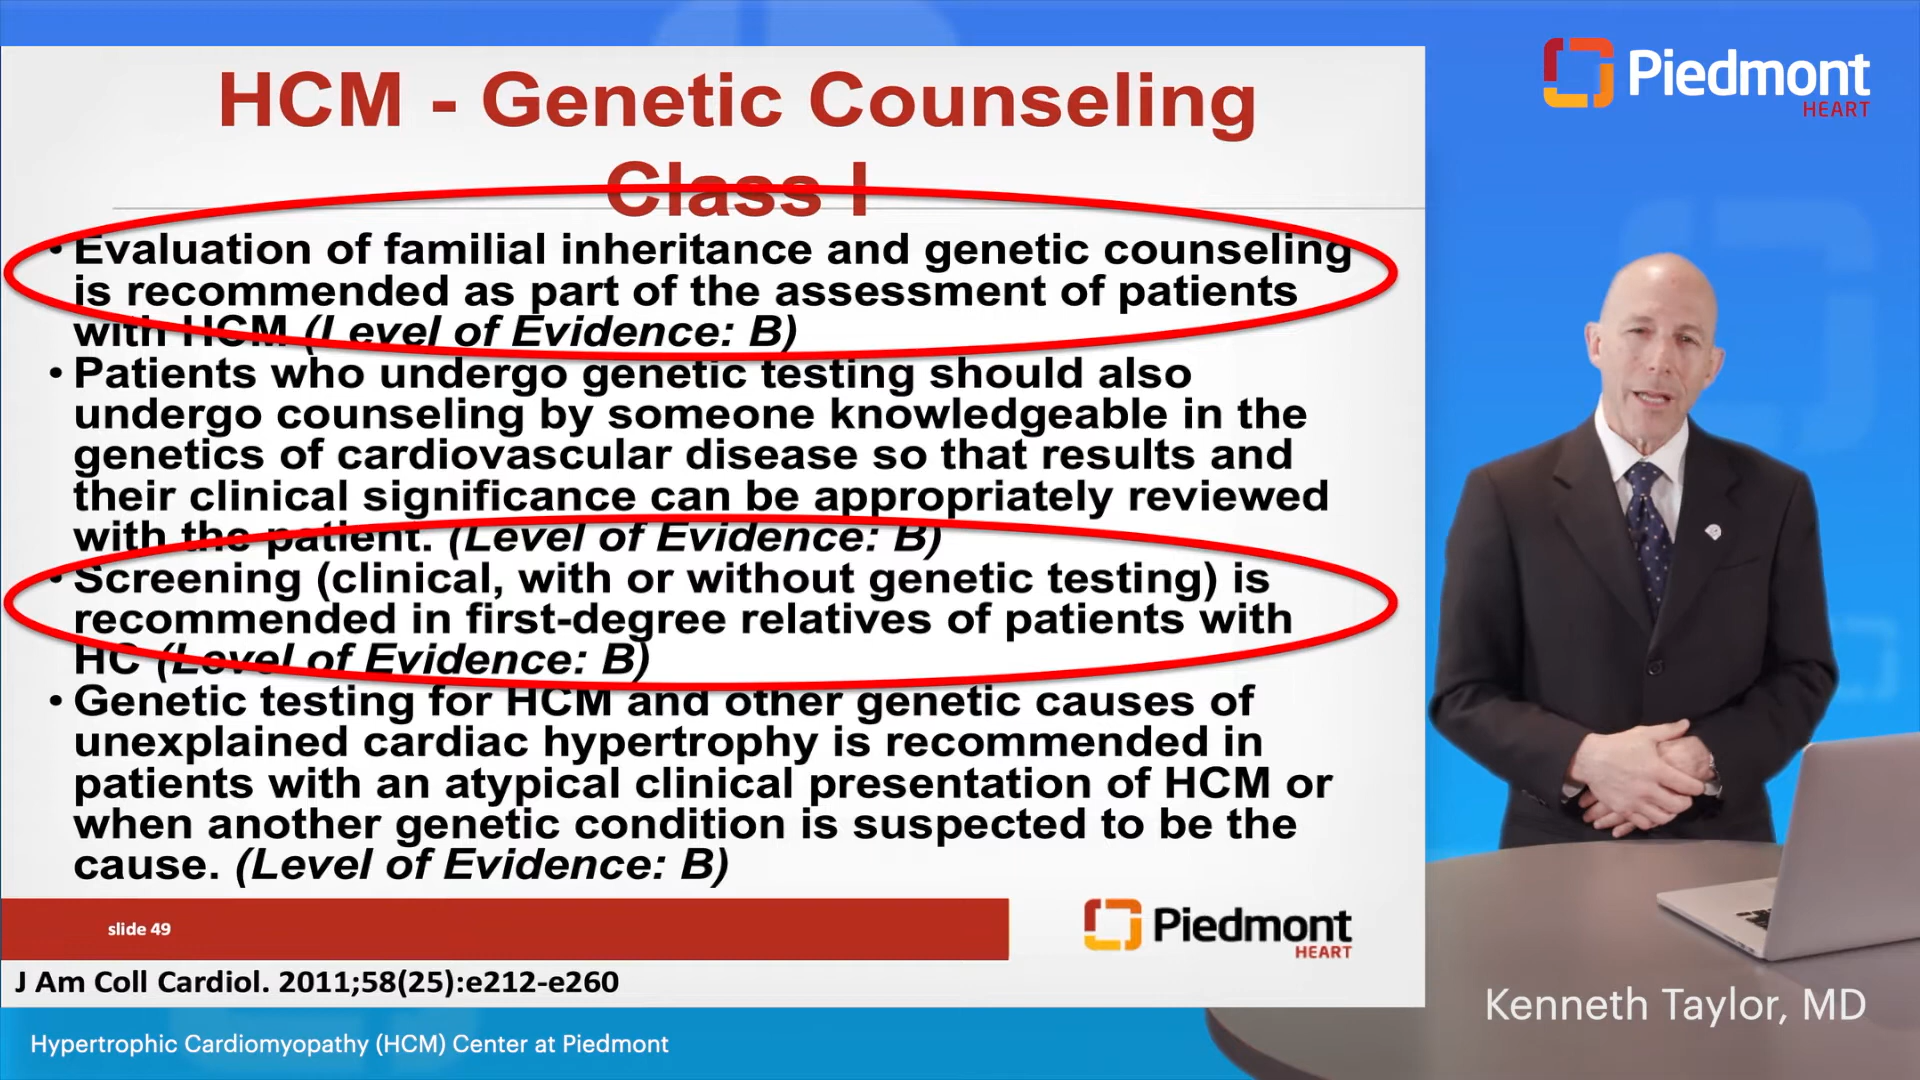 HCM - Genetic Counseling
Class I
• Evaluation of familial inheritance and genetic counseling
is recommended as part of the assessment of patients
with HCM (Level of Evidence: B)
• Patients who undergo genetic testing should also
undergo counseling by someone knowledgeable in the
genetics of cardiovascular disease so that results and
their clinical significance can be appropriately reviewed
with the patient. (Level of Evidence: B)
• Screening (clinical, with or without genetic testing) is
recommended in first-degree relatives of patients with
HC (Level of Evidence: B)
• Genetic testing for HCM and other genetic causes of
unexplained cardiac hypertrophy is recommended in
patients with an atypical clinical presentation of HCM or
when another genetic condition is suspected to be the
cause. (Level of Evidence: B)
slide 49
Piedmont
HEART
J Am Coll Cardiol. 2011;58(25):e212-e260
Hypertrophic Cardiomyopathy (HCM) Center at Piedmont
Piedmont
HEART
Kenneth Taylor, MD